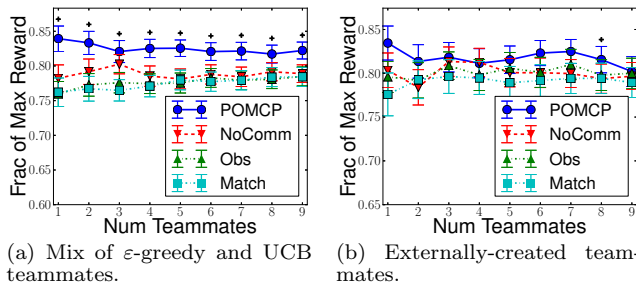 Frac of Max Reward
0.85
0.80
0.75
0.70
0.65
0.60
POMCP
NoComm
Obs
Match
1 2 3 4 5 6 7 8 9
Num Teammates
(a) Mix of ε-greedy and UCB
teammates.
Frac of Max Reward
0.85
0.80
0.75
0.70
0.65
POMCP
NoComm
Obs
Match
1 2 3 4 5 6 7 8 9
Num Teammates
(b) Externally-created team-
mates.